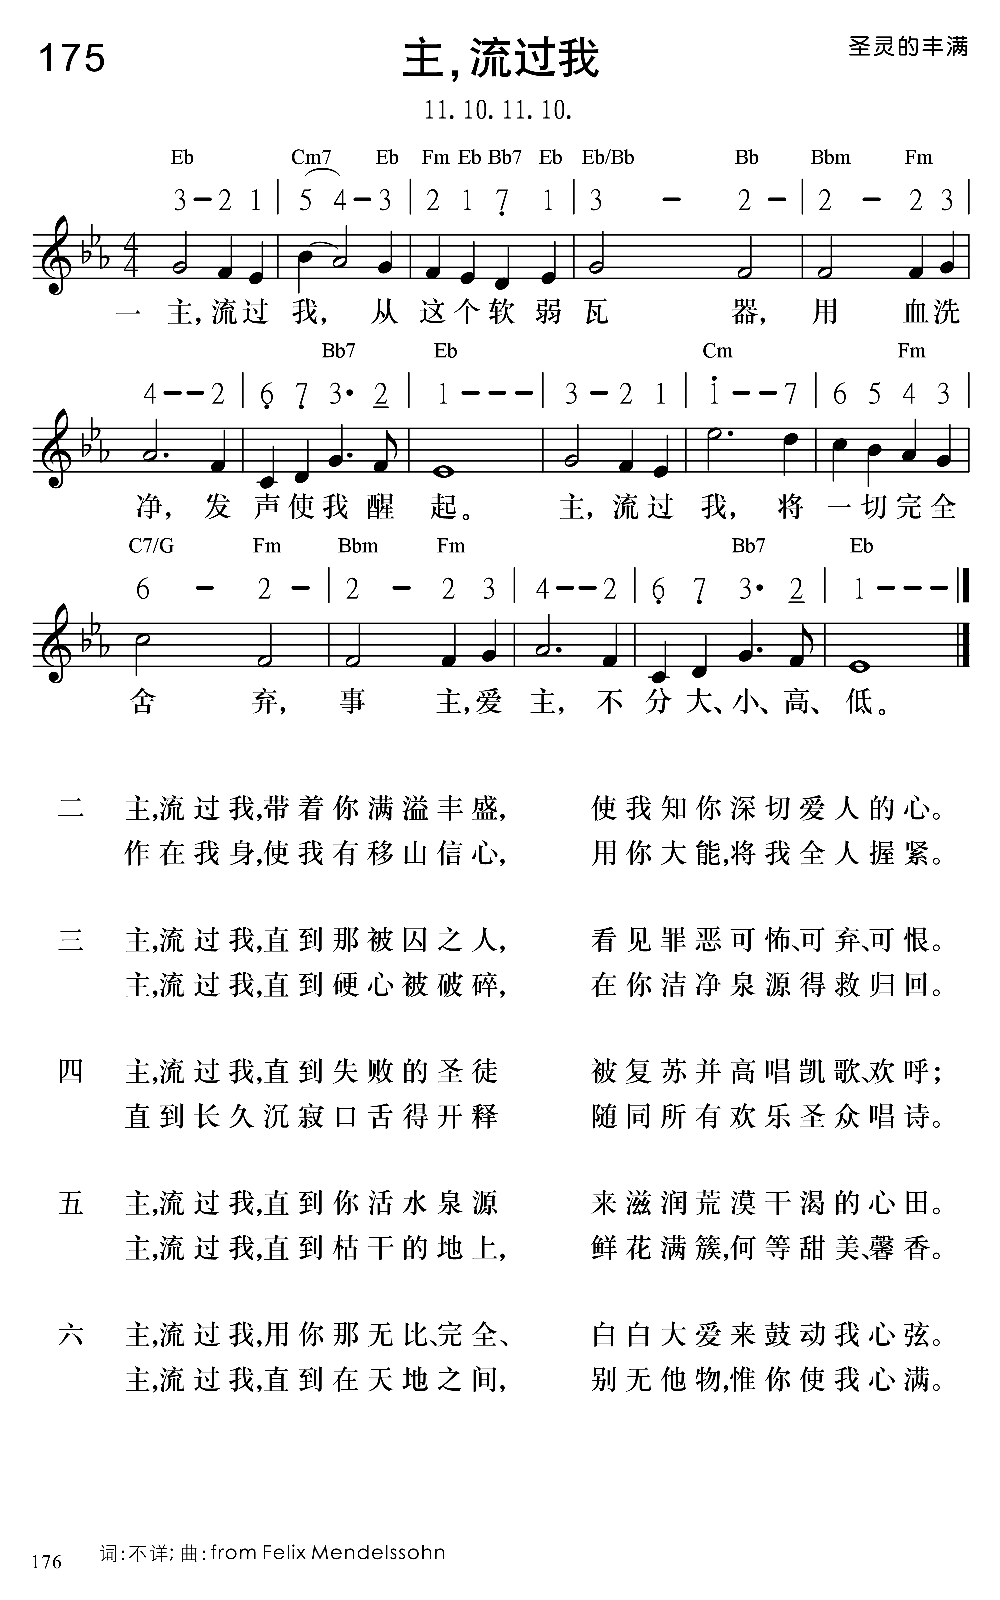 175
主,流过我
圣灵的丰满
11. 10. 11. 10.
Eb Cm7 Eb Fm Eb Bb7 Eb Eb/Bb Bb Bbm Fm
3 – 2 1 | 5 4 – 3 | 2 1 7̣ 1 | 3 – 2 – | 2 – 2 3 |
4 4
一 主,流过 我, 从 这个软弱 瓦 器, 用 血洗
Bb7 Eb Cm Fm
4 – – 2 | 6̣ 7̣ 3· 2̲ | 1 – – – | 3 – 2 1 | 1̇ – – 7 | 6 5 4 3 |
净, 发 声使我醒 起。 主, 流过 我, 将 一切完全
C7/G Fm Bbm Fm Bb7 Eb
6 – 2 – | 2 – 2 3 | 4 – – 2 | 6̣ 7̣ 3· 2̲ | 1 – – –
舍 弃, 事 主,爱 主, 不 分大、小、高、 低。
二 主,流过我,带着你满溢丰盛, 使我知你深切爱人的心。
作在我身,使我有移山信心, 用你大能,将我全人握紧。
三 主,流过我,直到那被囚之人, 看见罪恶可怖、可弃、可恨。
主,流过我,直到硬心被破碎, 在你洁净泉源得救归回。
四 主,流过我,直到失败的圣徒 被复苏并高唱凯歌、欢呼;
直到长久沉寂口舌得开释 随同所有欢乐圣众唱诗。
五 主,流过我,直到你活水泉源 来滋润荒漠干渴的心田。
主,流过我,直到枯干的地上, 鲜花满簇,何等甜美、馨香。
六 主,流过我,用你那无比、完全、 白白大爱来鼓动我心弦。
主,流过我,直到在天地之间, 别无他物,惟你使我心满。
176 词:不详; 曲:from Felix Mendelssohn